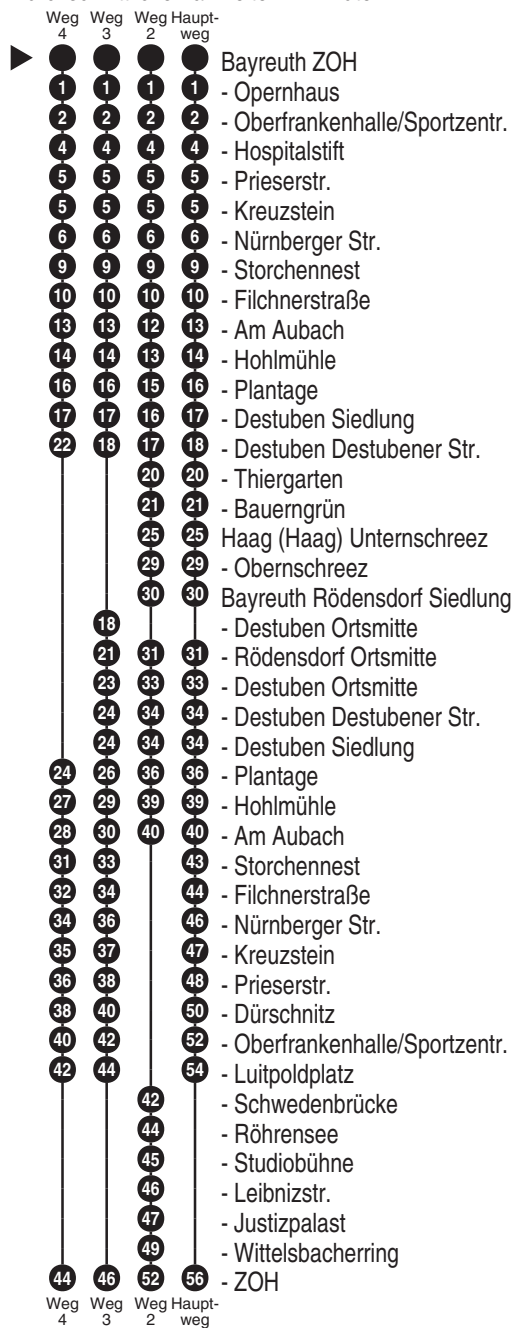 Weg Weg Weg Haupt-
4 3 2 weg
Bayreuth ZOH
1 1 1 1 - Opernhaus
2 2 2 2 - Oberfrankenhalle/Sportzentr.
4 4 4 4 - Hospitalstift
5 5 5 5 - Prieserstr.
5 5 5 5 - Kreuzstein
6 6 6 6 - Nürnberger Str.
9 9 9 9 - Storchennest
10 10 10 10 - Filchnerstraße
13 13 12 13 - Am Aubach
14 14 13 14 - Hohlmühle
16 16 15 16 - Plantage
17 17 16 17 - Destuben Siedlung
22 18 17 18 - Destuben Destubener Str.
20 20 - Thiergarten
21 21 - Bauerngrün
25 25 Haag (Haag) Unternschreez
29 29 - Obernschreez
30 30 Bayreuth Rödensdorf Siedlung
18 - Destuben Ortsmitte
21 31 31 - Rödensdorf Ortsmitte
23 33 33 - Destuben Ortsmitte
24 34 34 - Destuben Destubener Str.
24 34 34 - Destuben Siedlung
24 26 36 36 - Plantage
27 29 39 39 - Hohlmühle
28 30 40 40 - Am Aubach
31 33 43 - Storchennest
32 34 44 - Filchnerstraße
34 36 46 - Nürnberger Str.
35 37 47 - Kreuzstein
36 38 48 - Prieserstr.
38 40 50 - Dürschnitz
40 42 52 - Oberfrankenhalle/Sportzentr.
42 44 54 - Luitpoldplatz
42 - Schwedenbrücke
44 - Röhrensee
45 - Studiobühne
46 - Leibnizstr.
47 - Justizpalast
49 - Wittelsbacherring
44 46 52 56 - ZOH
Weg Weg Weg Haupt-
4 3 2 weg